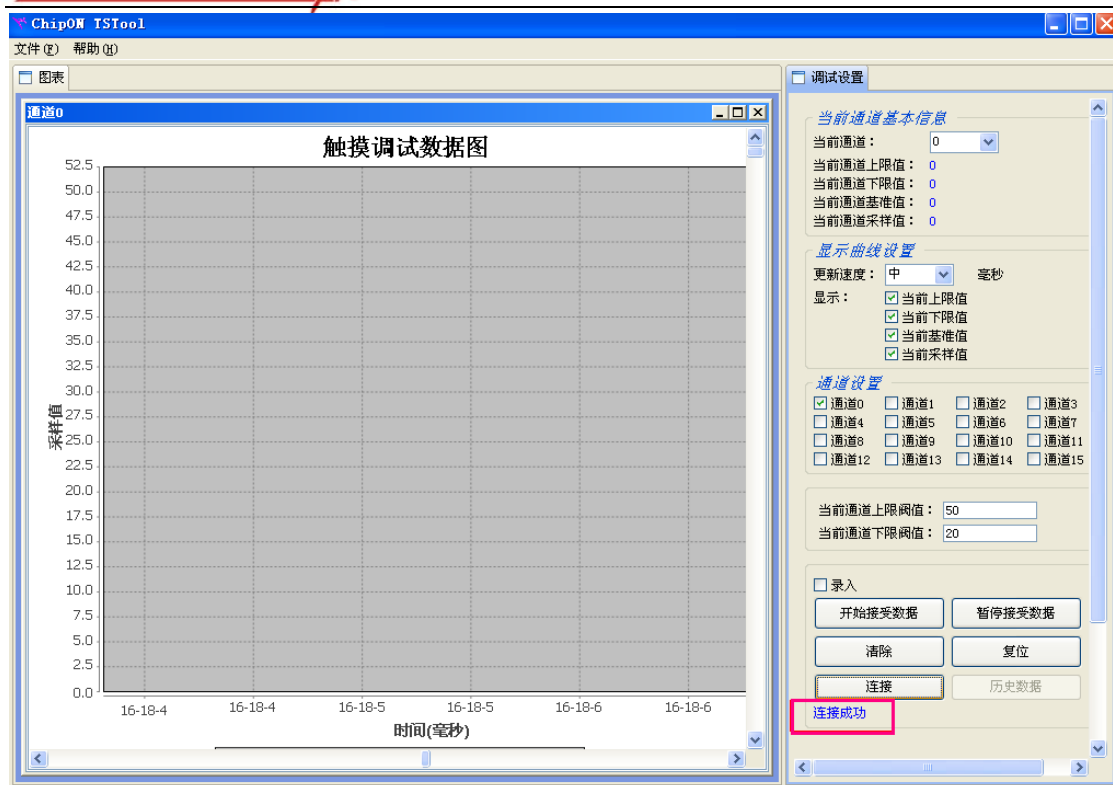 ChipON TSTool
文件(F) 帮助(H)
图表
通道0
触摸调试数据图
52.5
50.0
47.5
45.0
42.5
40.0
37.5
35.0
32.5
30.0
27.5
25.0
22.5
20.0
17.5
15.0
12.5
10.0
7.5
5.0
2.5
0.0
采样值
16-18-4 16-18-4 16-18-5 16-18-5 16-18-6 16-18-6
时间(毫秒)
调试设置
当前通道基本信息
当前通道： 0
当前通道上限值： 0
当前通道下限值： 0
当前通道基准值： 0
当前通道采样值： 0
显示曲线设置
更新速度： 中 毫秒
显示： 当前上限值
当前下限值
当前基准值
当前采样值
通道设置
通道0 通道1 通道2 通道3
通道4 通道5 通道6 通道7
通道8 通道9 通道10 通道11
通道12 通道13 通道14 通道15
当前通道上限阀值： 50
当前通道下限阀值： 20
录入
开始接受数据 暂停接受数据
清除 复位
连接 历史数据
连接成功